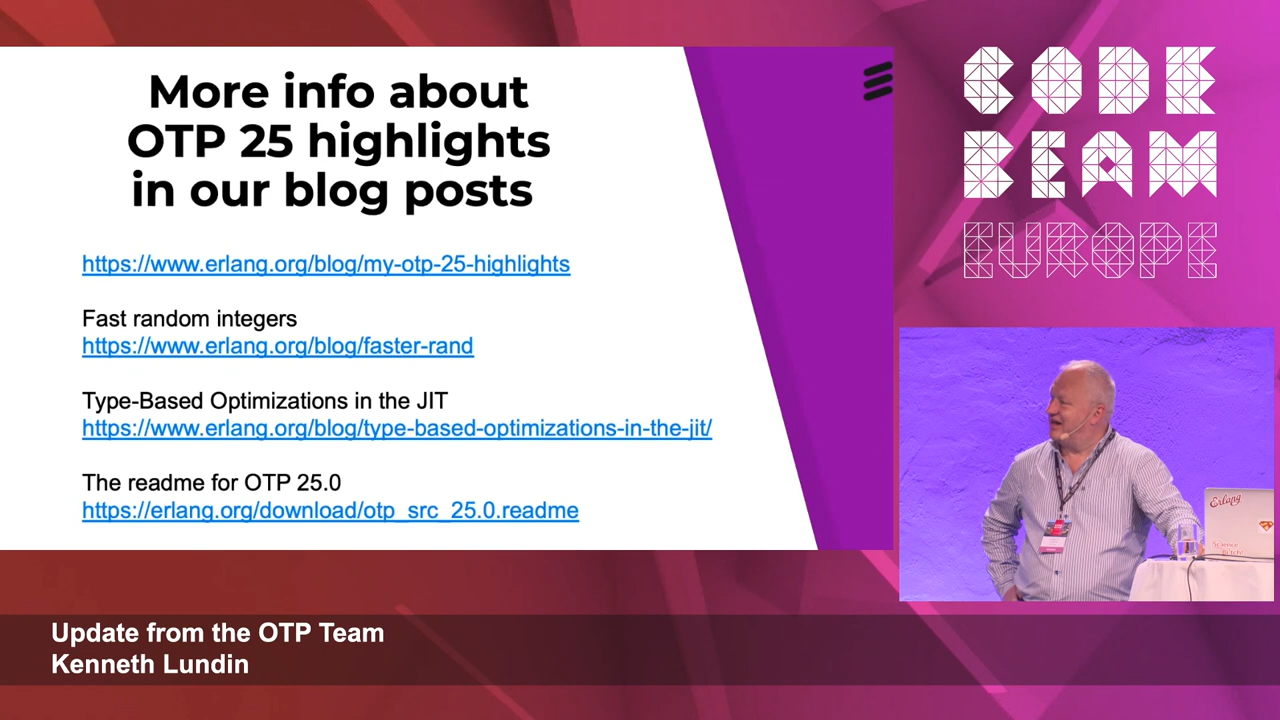 More info about
OTP 25 highlights
in our blog posts
https://www.erlang.org/blog/my-otp-25-highlights
Fast random integers
https://www.erlang.org/blog/faster-rand
Type-Based Optimizations in the JIT
https://www.erlang.org/blog/type-based-optimizations-in-the-jit/
The readme for OTP 25.0
https://erlang.org/download/otp_src_25.0.readme
CODE
BEAM
EUROPE
Erlang
Science
Update from the OTP Team
Kenneth Lundin